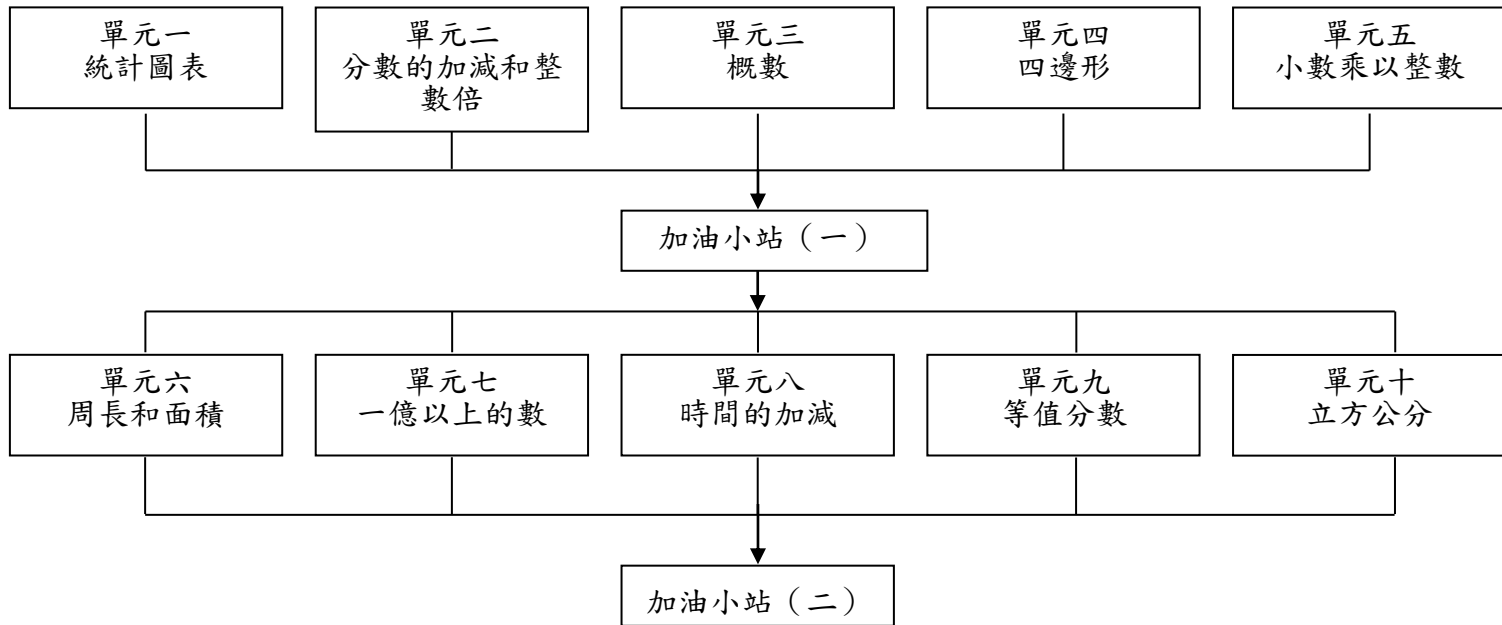 單元一
統計圖表
單元二
分數的加減和整
數倍
單元三
概數
單元四
四邊形
單元五
小數乘以整數
加油小站（一）
單元六
周長和面積
單元七
一億以上的數
單元八
時間的加減
單元九
等值分數
單元十
立方公分
加油小站（二）